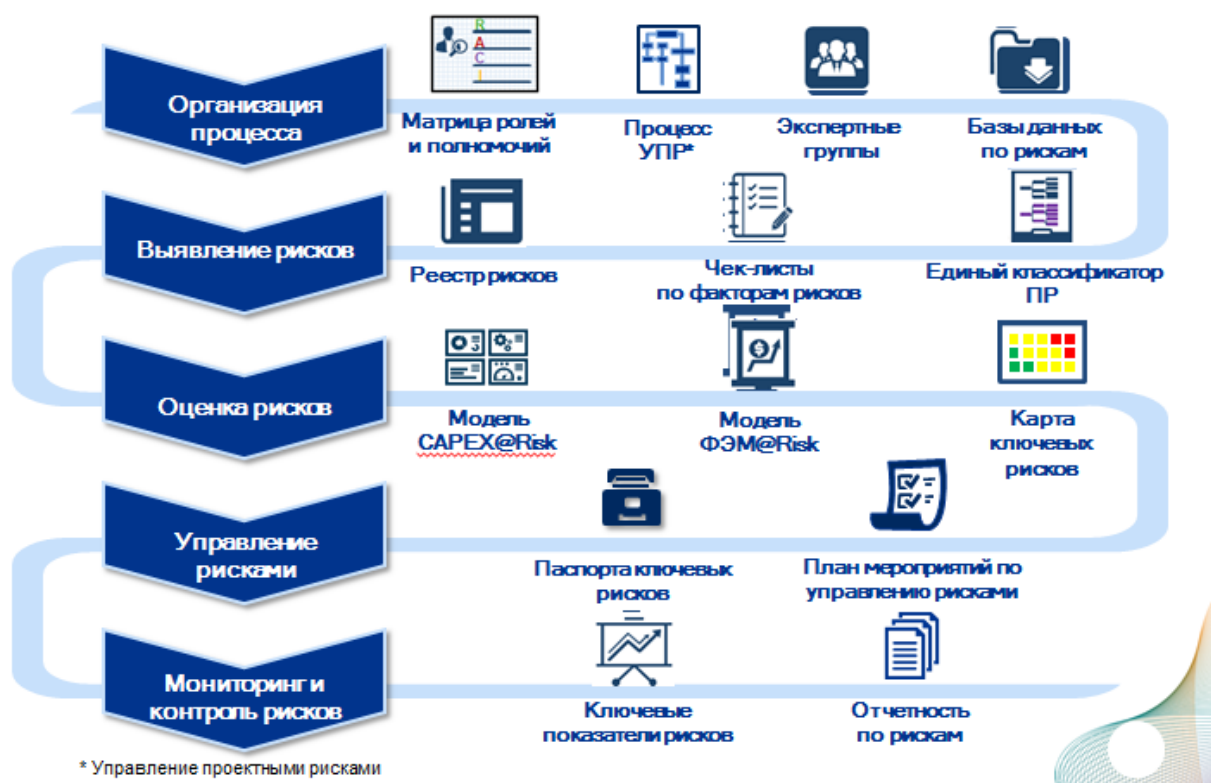 R
A
C
I
Организация
процесса
Матрица ролей
и полномочий
Процесс
УПР*
Экспертные
группы
Базы данных
по рискам
Выявление рисков
Реестр рисков
Чек-листы
по факторам рисков
Единый классификатор
ПР
Оценка рисков
Модель
CAPEX@Risk
Модель
ФЭМ@Risk
Карта
ключевых
рисков
Управление
рисками
Паспорта ключевых
рисков
План мероприятий по
управлению рисками
Мониторинг и
контроль рисков
Ключевые
показатели рисков
Отчетность
по рискам
* Управление проектными рисками